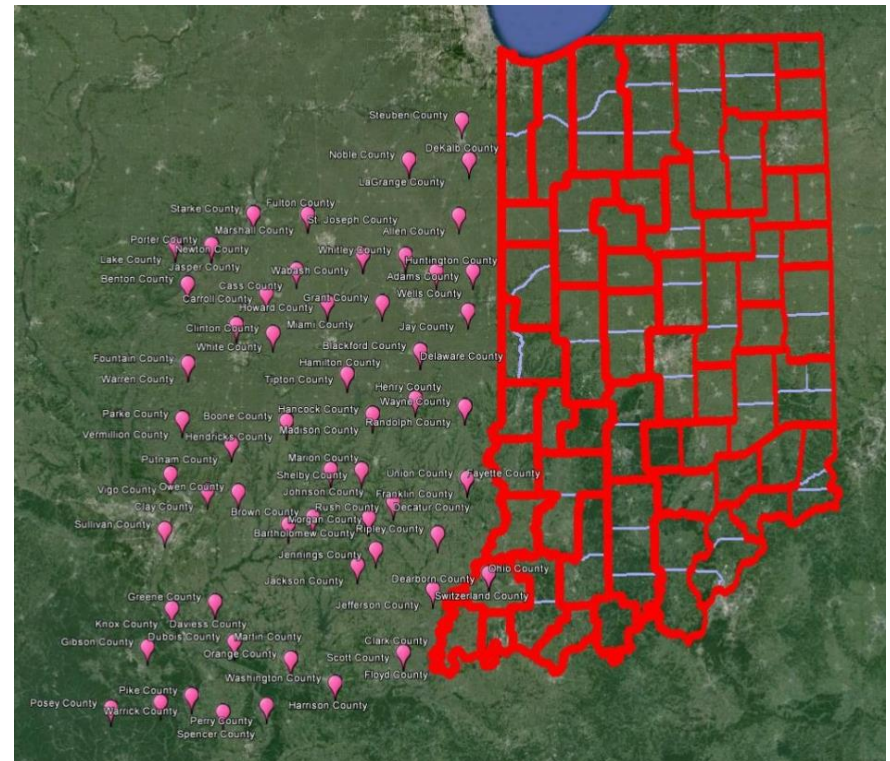 Steuben County
DeKalb County
Noble County
LaGrange County
Fulton County
Starke County
St. Joseph County
Marshall County
Allen County
Porter County
Newton County
Whitley County
Lake County
Huntington County
Jasper County
Wabash County
Adams County
Benton County
Cass County
Wells County
Carroll County
Grant County
Howard County
Miami County
Jay County
Clinton County
White County
Blackford County
Delaware County
Fountain County
Hamilton County
Warren County
Tipton County
Henry County
Wayne County
Parke County
Boone County
Hancock County
Randolph County
Vermillion County
Hendricks County
Madison County
Putnam County
Marion County
Shelby County
Union County
Fayette County
Vigo County
Owen County
Johnson County
Franklin County
Clay County
Rush County
Decatur County
Brown County
Morgan County
Sullivan County
Bartholomew County
Ripley County
Jennings County
Ohio County
Jackson County
Dearborn County
Switzerland County
Greene County
Jefferson County
Knox County
Daviess County
Dubois County
Martin County
Clark County
Gibson County
Orange County
Scott County
Washington County
Floyd County
Pike County
Posey County
Warrick County
Harrison County
Perry County
Spencer County